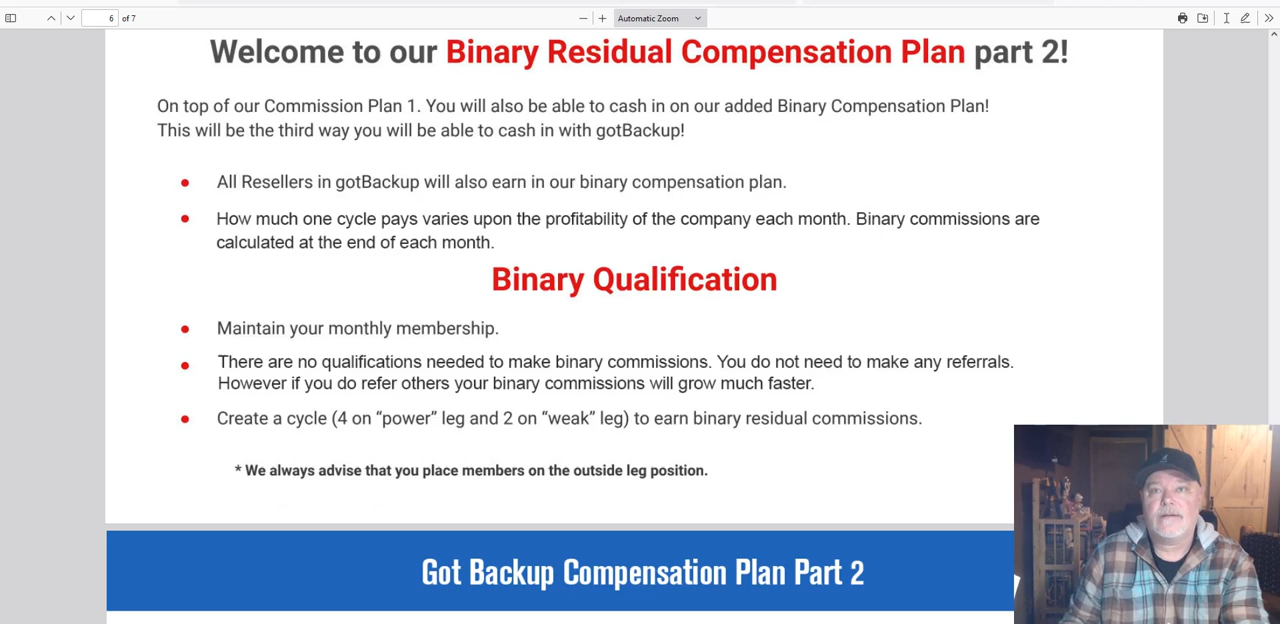 6 of 7
Automatic Zoom
Welcome to our Binary Residual Compensation Plan part 2!
On top of our Commission Plan 1. You will also be able to cash in on our added Binary Compensation Plan!
This will be the third way you will be able to cash in with gotBackup!
All Resellers in gotBackup will also earn in our binary compensation plan.
How much one cycle pays varies upon the profitability of the company each month. Binary commissions are
calculated at the end of each month.
Binary Qualification
Maintain your monthly membership.
There are no qualifications needed to make binary commissions. You do not need to make any referrals.
However if you do refer others your binary commissions will grow much faster.
Create a cycle (4 on “power” leg and 2 on “weak” leg) to earn binary residual commissions.
* We always advise that you place members on the outside leg position.
Got Backup Compensation Plan Part 2